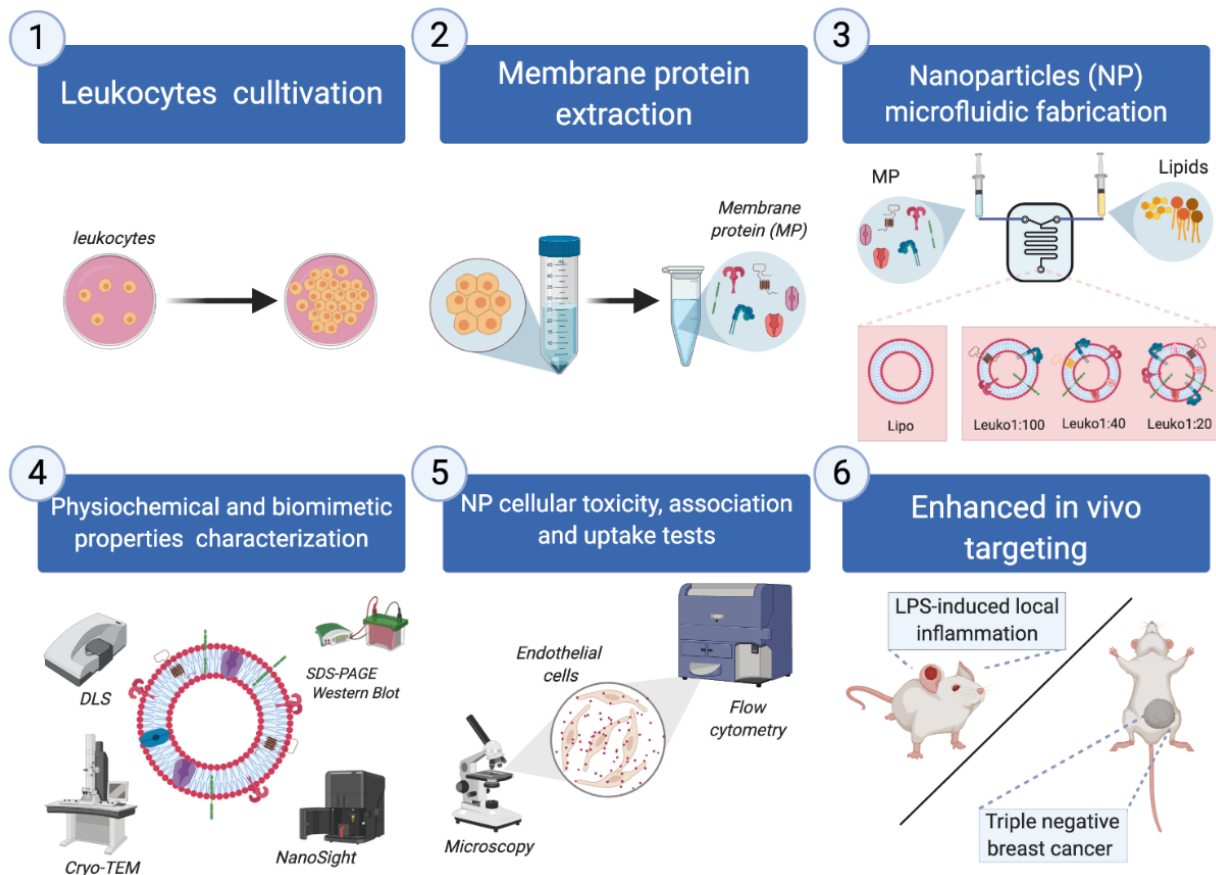 1
Leukocytes culltivation
leukocytes
2
Membrane protein
extraction
Membrane
protein (MP)
3
Nanoparticles (NP)
microfluidic fabrication
MP
Lipids
Lipo
Leuko1:100
Leuko1:40
Leuko1:20
4
Physiochemical and biomimetic
properties characterization
DLS
SDS-PAGE
Western Blot
Cryo-TEM
NanoSight
5
NP cellular toxicity, association
and uptake tests
Endothelial
cells
Flow
cytometry
Microscopy
6
Enhanced in vivo
targeting
LPS-induced local
inflammation
Triple negative
breast cancer